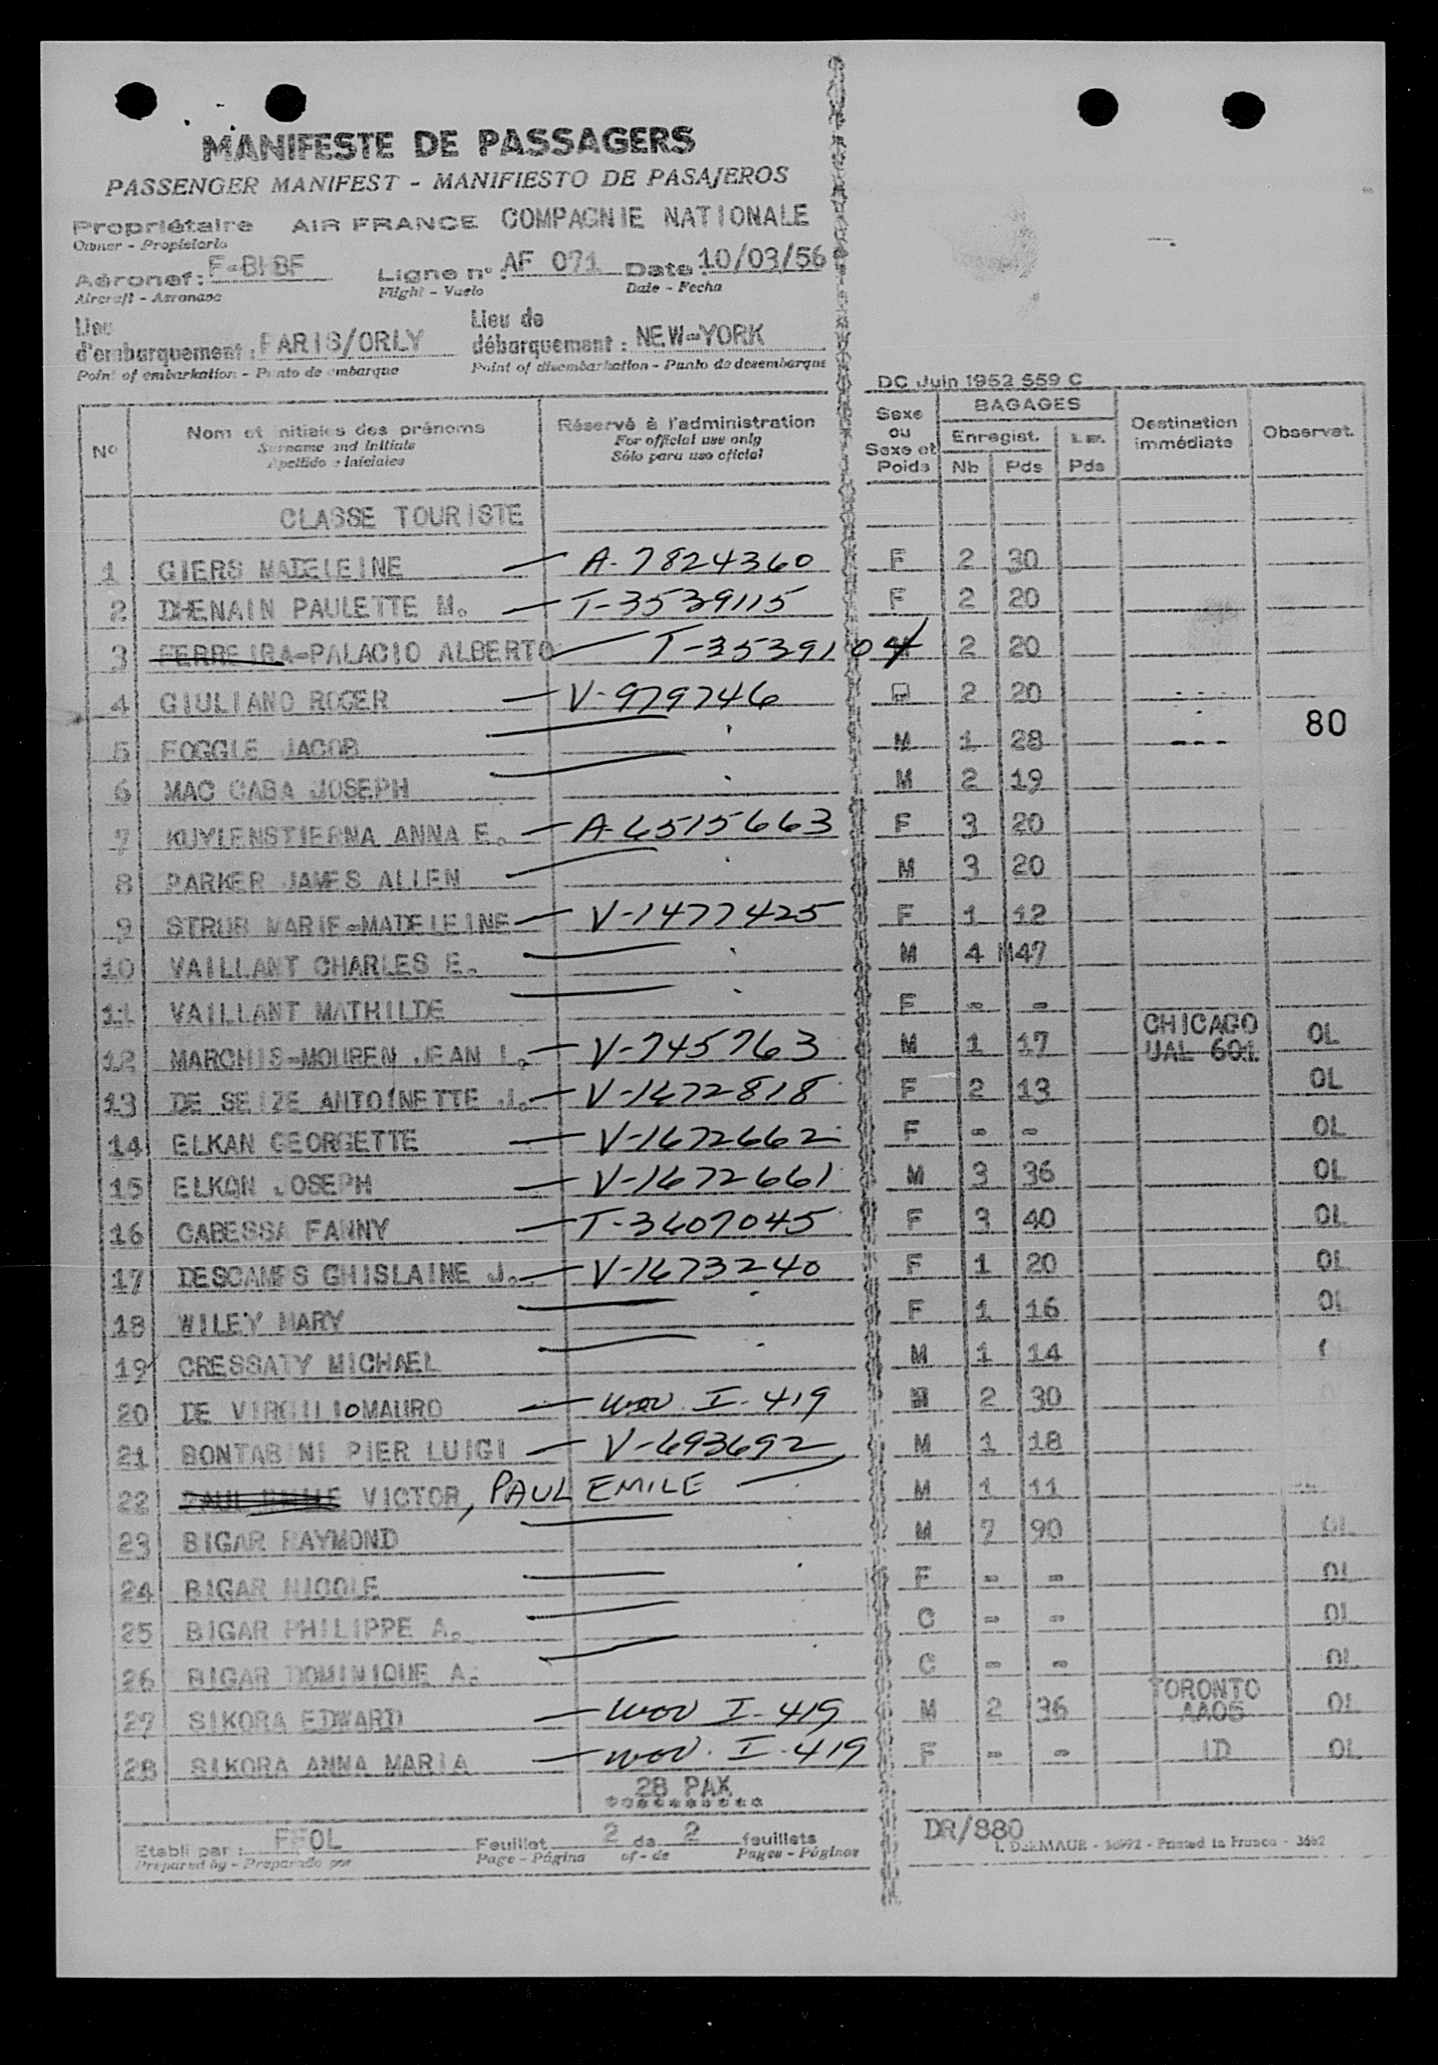 MANIFESTE DE PASSAGERS
PASSENGER MANIFEST - MANIFIESTO DE PASAJEROS
Propriétaire AIR FRANCE COMPAGNIE NATIONALE
Owner - Propietario
Aéronef: F-BHBF Ligne n°: AF 071 Date: 10/03/56
Aircraft - Aeronave Flight - Vuelo Date - Fecha
Lieu d'embarquement: PARIS/ORLY Lieu de débarquement: NEW-YORK
Point of embarkation - Punto de embarque Point of disembarkation - Punto de desembarque
DC Juin 1952 559 C
N° Nom et initiales des prénoms Réservé à l'administration Sexe ou Sexe et Poids BAGAGES Destination immédiate Observat.
Surname and initials For official use only Enregist.
Apellido e iniciales Sólo para uso oficial Nb Pds Pds
CLASSE TOURISTE
1 GIERS MADELEINE — A-7824360 F 2 30
2 DHENAIN PAULETTE M. — T-3539115 F 2 20
3 FERREIRA-PALACIO ALBERTO — T-3539104 2 20
4 GIULIANO ROGER — V-979746 2 20
80
5 FOGGLE JACOB M 1 28 ---
6 MAC CABA JOSEPH M 2 19
7 KUYLENSTIERNA ANNA E. — A-6515663 F 3 20
8 PARKER JAMES ALLEN M 3 20
9 STRUB MARIE-MADELEINE — V-1477425 F 1 12
10 VAILLANT CHARLES E. M 4 47
11 VAILLANT MATHILDE F - -
12 MARCHIS-MOUREN JEAN L. — V-745763 M 1 17 CHICAGO UAL 601 OL
13 DE SEIZE ANTOINETTE J. — V-1672818 F 2 13 OL
14 ELKAN GEORGETTE — V-1672662 F - - OL
15 ELKAN JOSEPH — V-1672661 M 3 36 OL
16 CABESSA FANNY — T-3607045 F 3 40 OL
17 DESCAMPS GHISLAINE J. — V-1673240 F 1 20 OL
18 WILEY MARY F 1 16 OL
19 CRESSATY MICHAEL M 1 14
20 DE VIRGILIO MAURO — WOV. I-419 M 2 30
21 BONTABINI PIER LUIGI — V-693692 M 1 18
22 PAUL EMILE VICTOR, PAUL EMILE — M 1 11
23 BIGAR RAYMOND M 7 90 OL
24 BIGAR NICOLE F - - OL
25 BIGAR PHILIPPE A. C - - OL
26 BIGAR DOMINIQUE A. C - - OL
27 SIKORA EDWARD — WOV I-419 M 2 36 TORONTO AA05 OL
28 SIKORA ANNA MARIA — WOV. I-419 F - - ID OL
28 PAX
**********
Etabli par: FFOL Feuillet 2 de 2 feuillets DR/880
Prepared by - Preparado por Page - Página of - de Pages - Páginas Printed in France